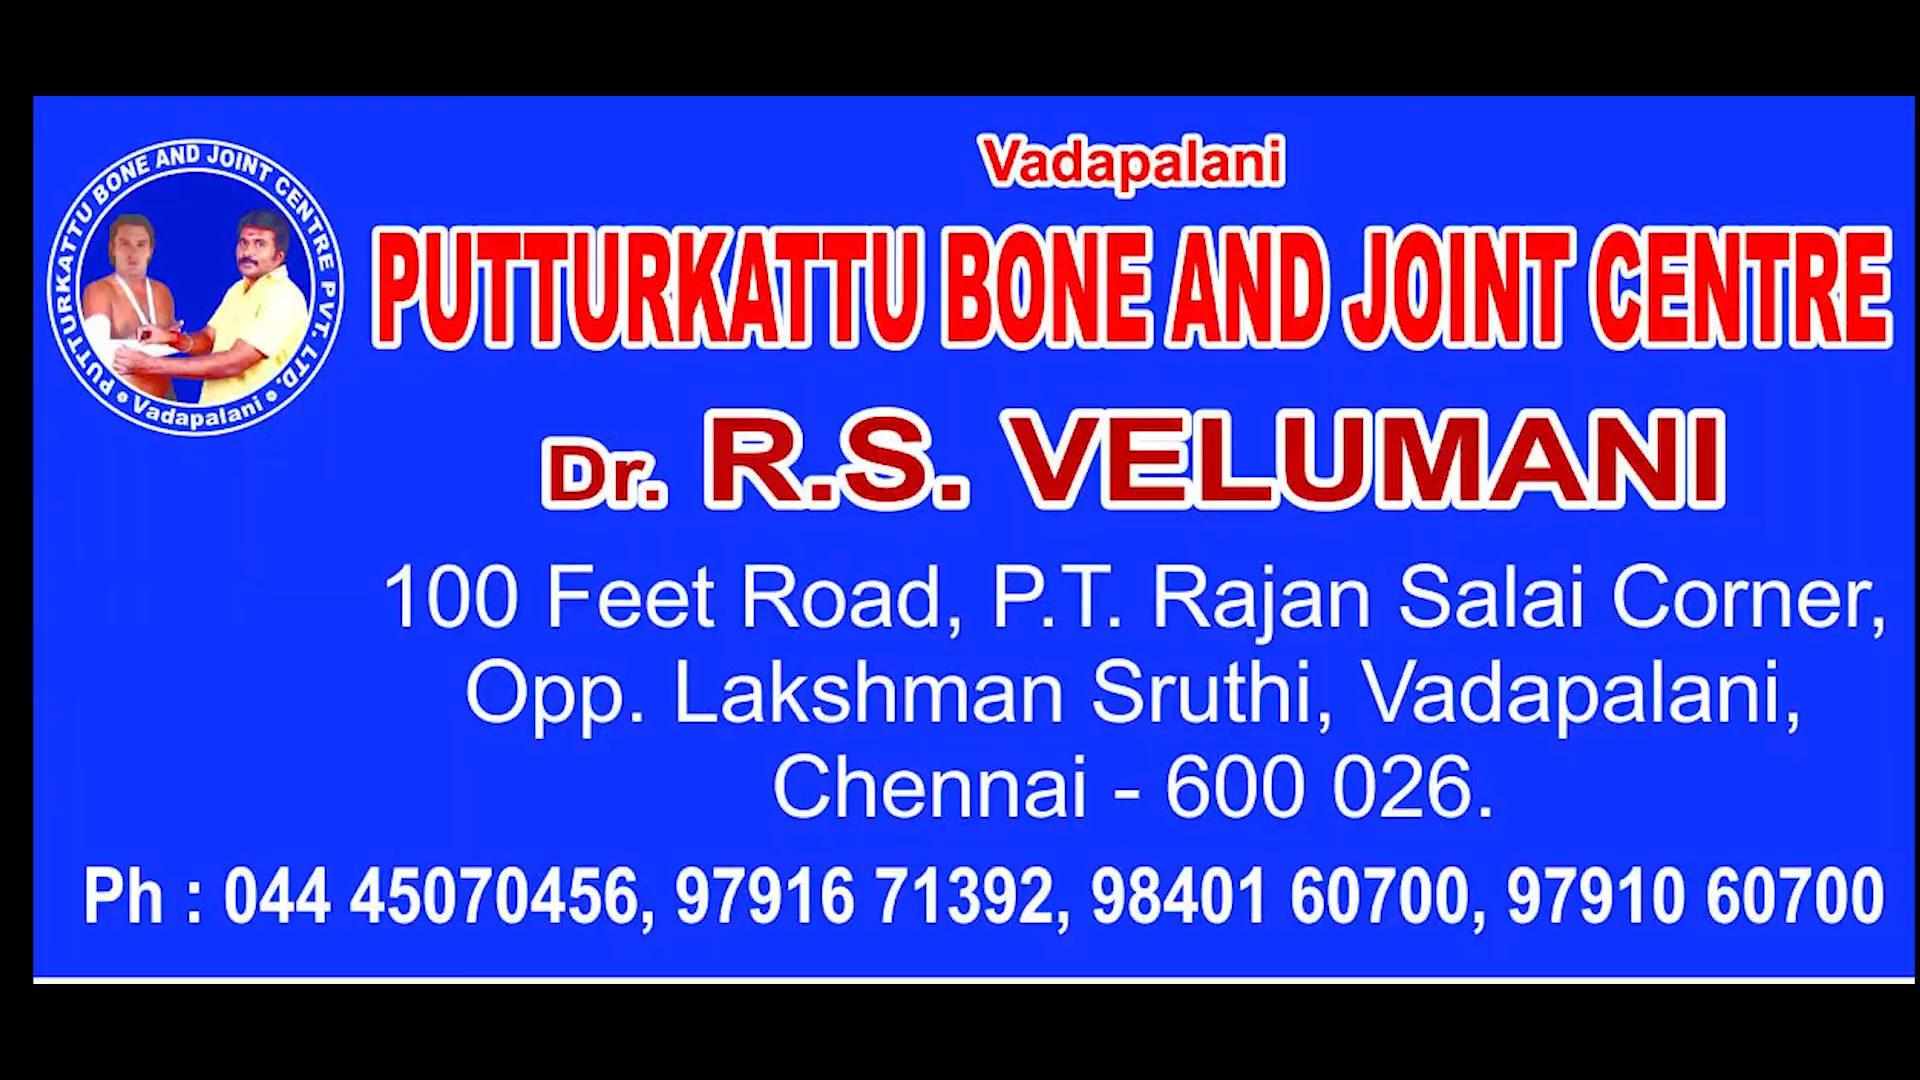 PUTTURKATTU BONE AND JOINT CENTRE PVT. LTD.
Vadapalani
Vadapalani
PUTTURKATTU BONE AND JOINT CENTRE
Dr. R.S. VELUMANI
100 Feet Road, P.T. Rajan Salai Corner,
Opp. Lakshman Sruthi, Vadapalani,
Chennai - 600 026.
Ph : 044 45070456, 97916 71392, 98401 60700, 97910 60700